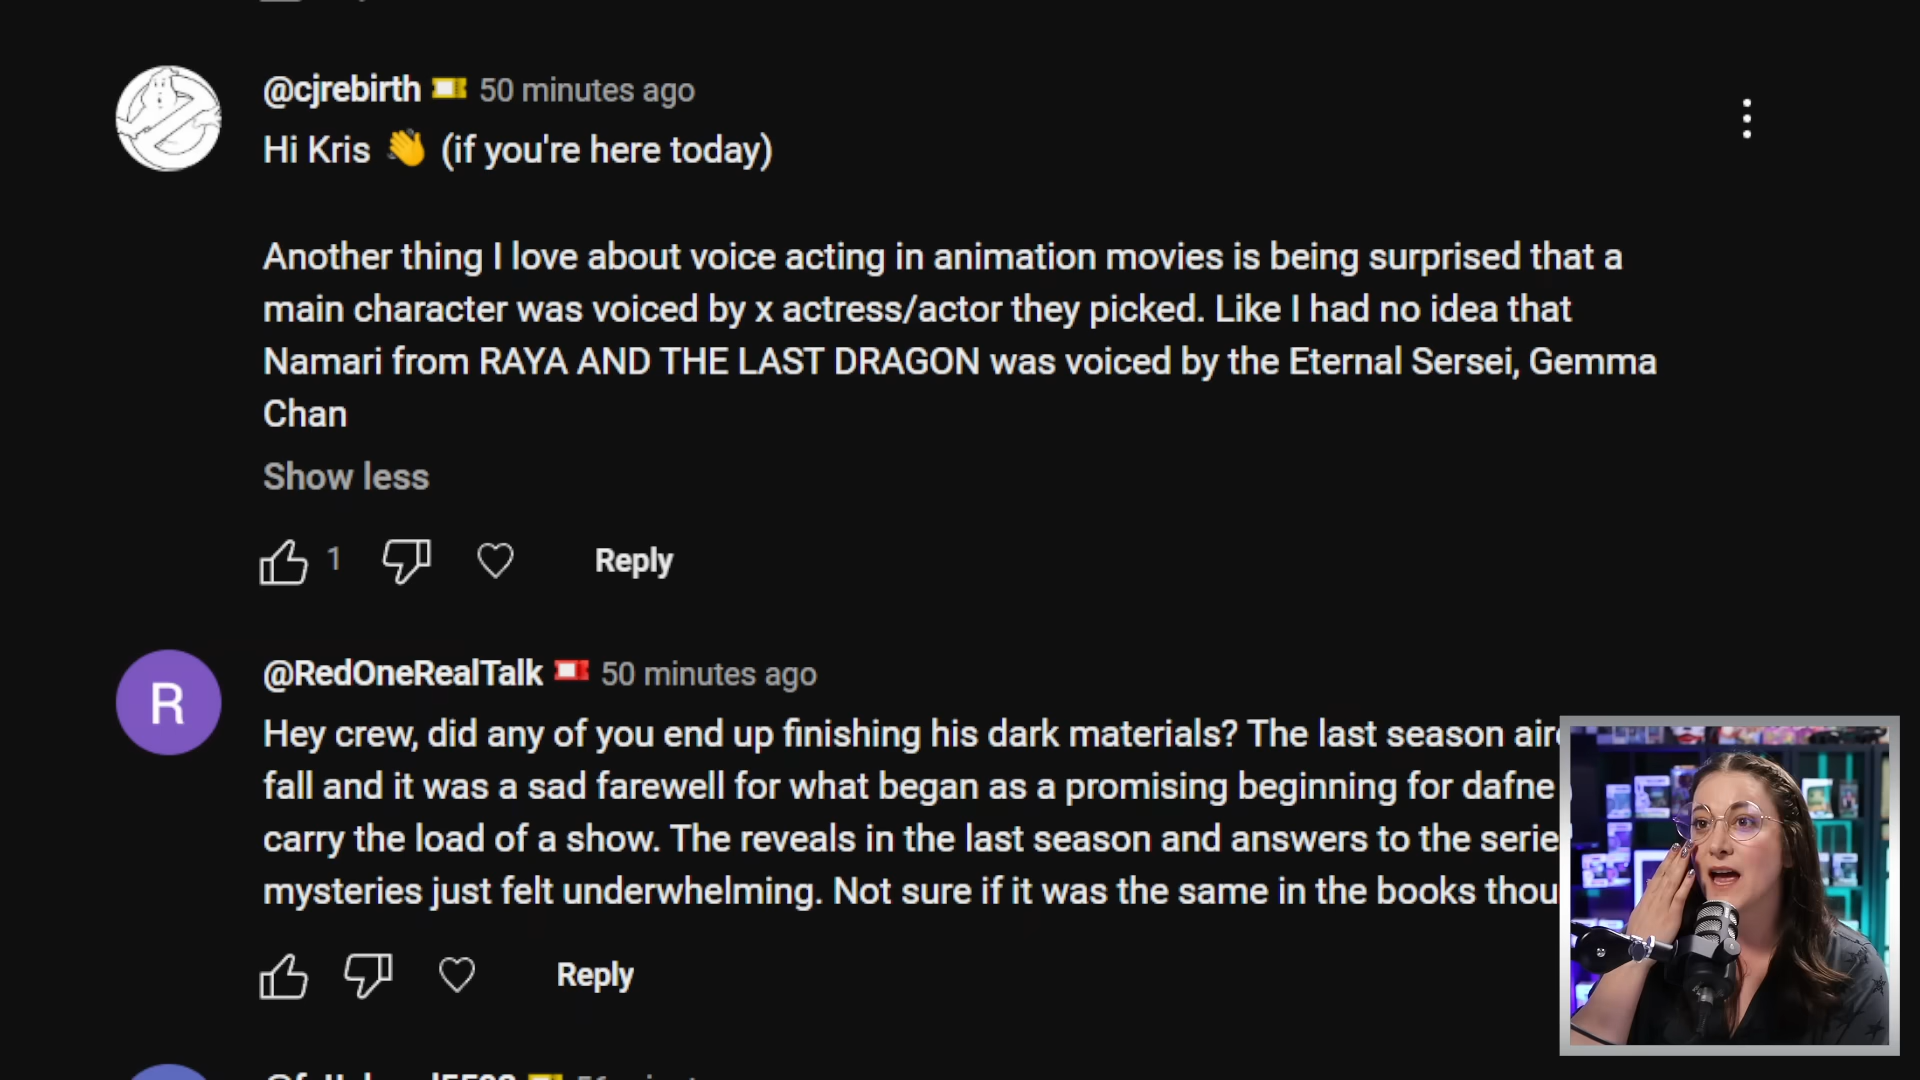 @cjrebirth 50 minutes ago
Hi Kris 👋 (if you're here today)
Another thing I love about voice acting in animation movies is being surprised that a
main character was voiced by x actress/actor they picked. Like I had no idea that
Namari from RAYA AND THE LAST DRAGON was voiced by the Eternal Sersei, Gemma
Chan
Show less
1 Reply
R
@RedOneRealTalk 50 minutes ago
Hey crew, did any of you end up finishing his dark materials? The last season
fall and it was a sad farewell for what began as a promising beginning for dafne
carry the load of a show. The reveals in the last season and answers to the
mysteries just felt underwhelming. Not sure if it was the same in the books
Reply